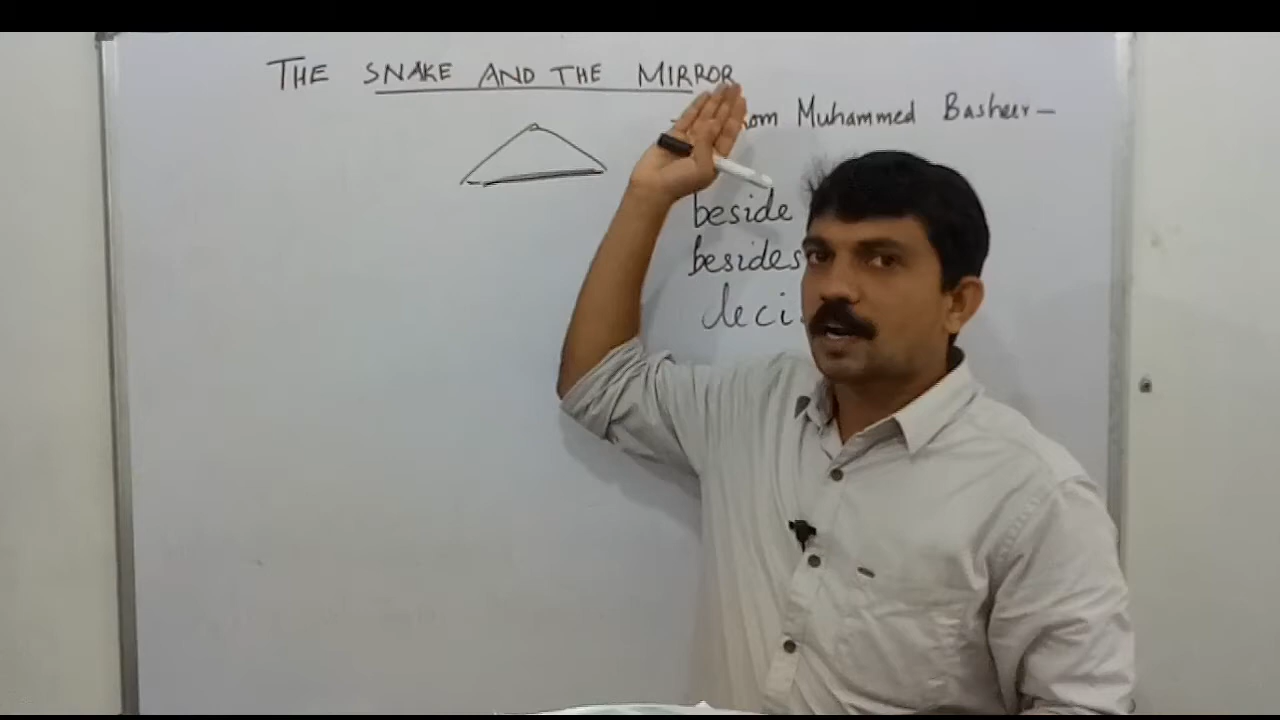 THE SNAKE AND THE MIRROR
Muhammed Basheer –
beside
besides